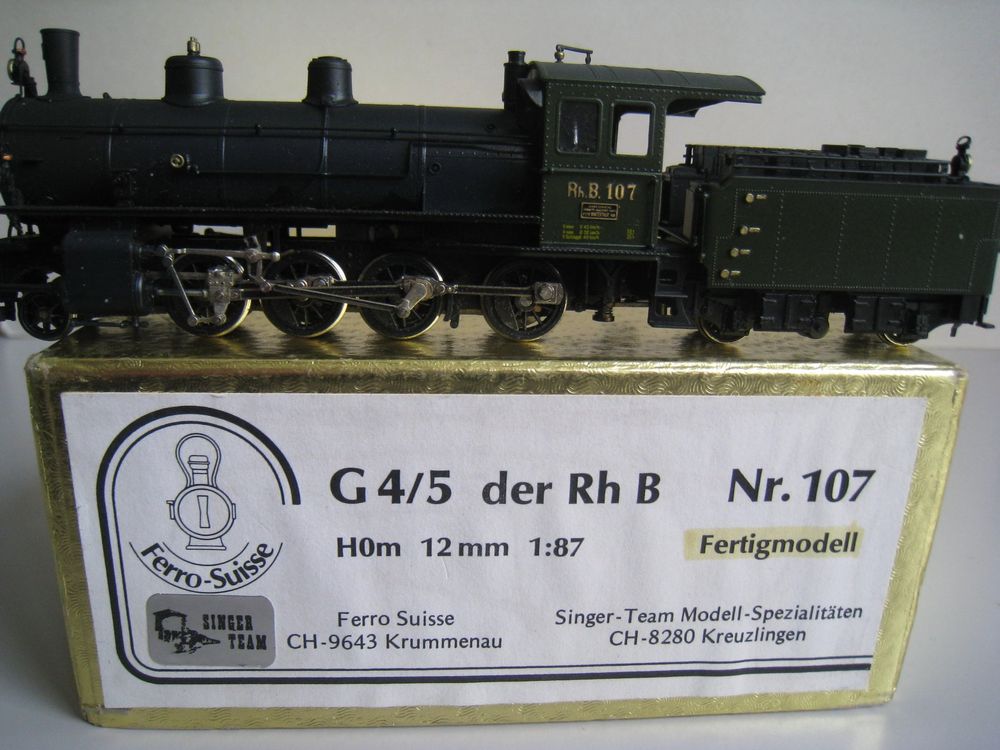 Rh.B. 107
G 4/5 der Rh B Nr. 107
H0m 12 mm 1:87 Fertigmodell
Ferro-Suisse
SINGER
TEAM
Ferro Suisse
CH-9643 Krummenau
Singer-Team Modell-Spezialitäten
CH-8280 Kreuzlingen